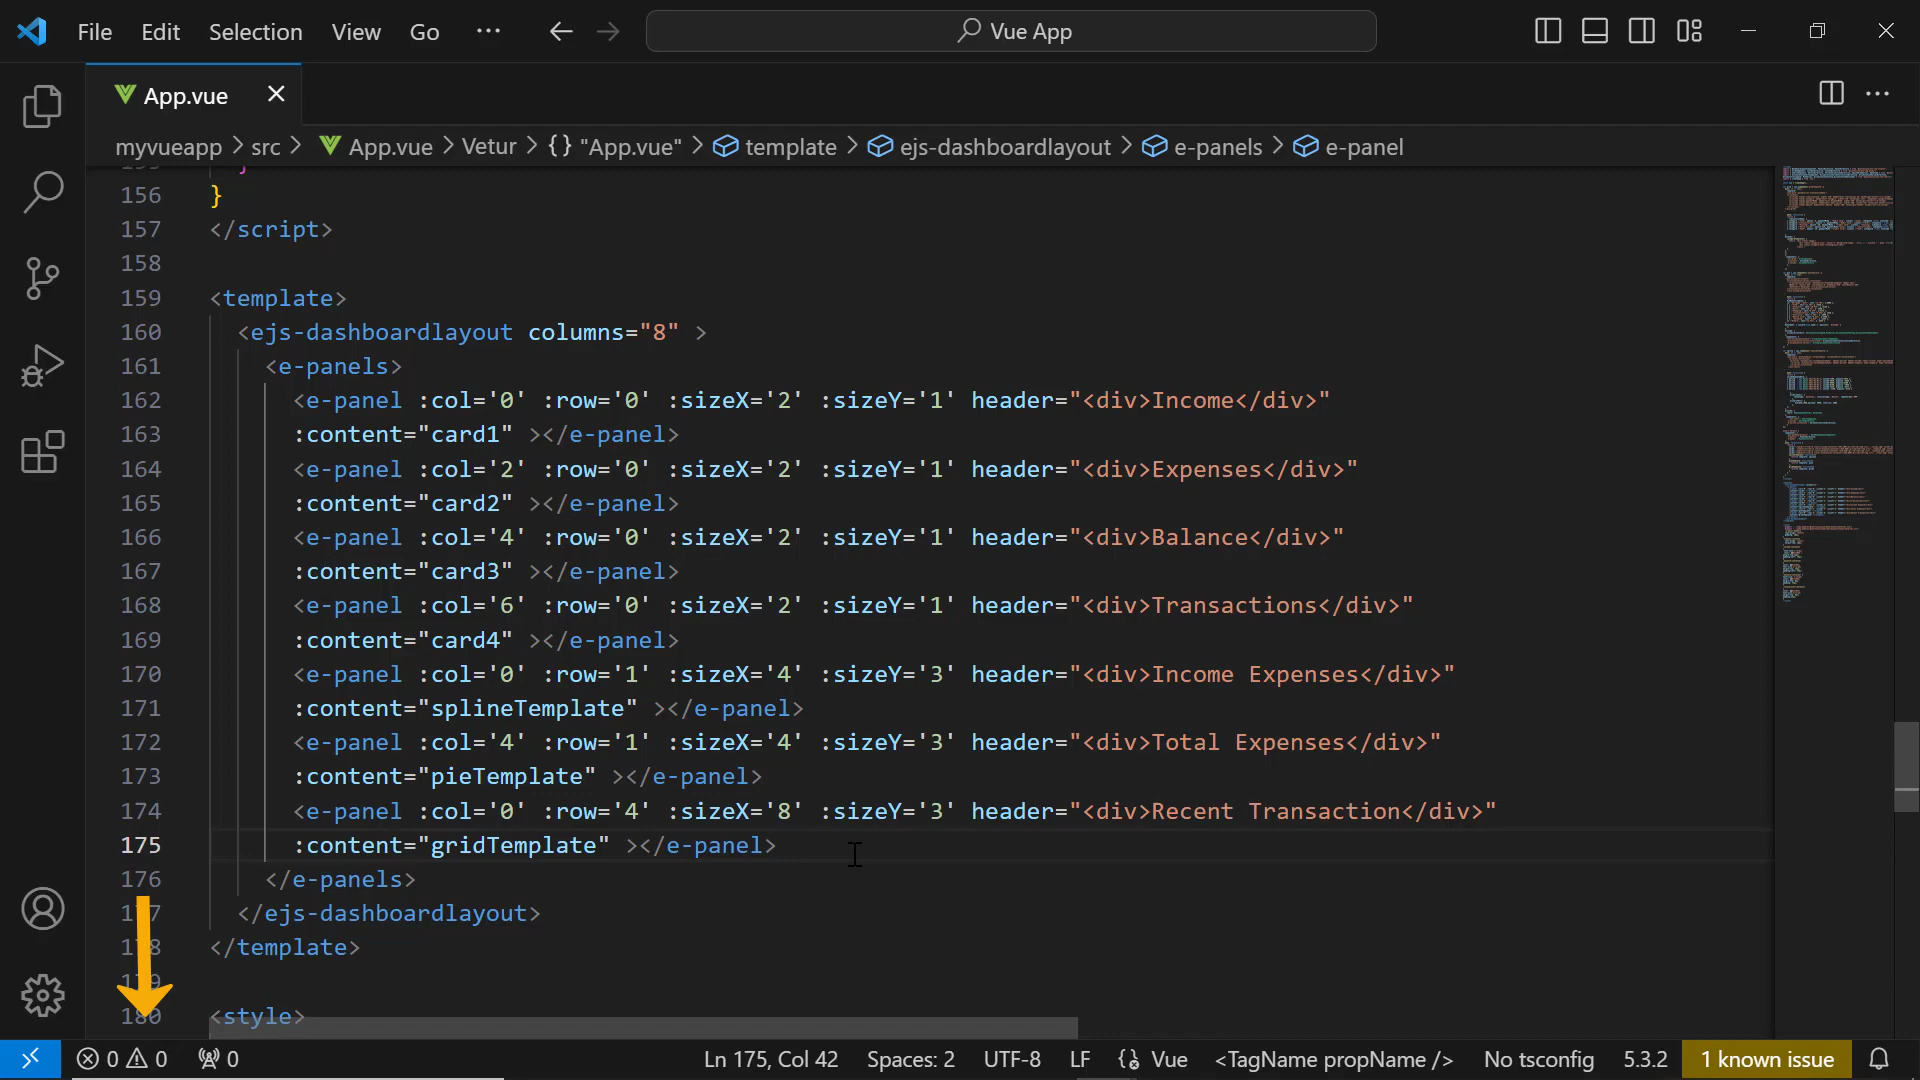 File Edit Selection View Go ··· Vue App
App.vue
myvueapp > src > App.vue > Vetur > {} "App.vue" > template > ejs-dashboardlayout > e-panels > e-panel
156 }
157 </script>
158
159 <template>
160 <ejs-dashboardlayout columns="8" >
161 <e-panels>
162 <e-panel :col='0' :row='0' :sizeX='2' :sizeY='1' header="<div>Income</div>"
163 :content="card1" ></e-panel>
164 <e-panel :col='2' :row='0' :sizeX='2' :sizeY='1' header="<div>Expenses</div>"
165 :content="card2" ></e-panel>
166 <e-panel :col='4' :row='0' :sizeX='2' :sizeY='1' header="<div>Balance</div>"
167 :content="card3" ></e-panel>
168 <e-panel :col='6' :row='0' :sizeX='2' :sizeY='1' header="<div>Transactions</div>"
169 :content="card4" ></e-panel>
170 <e-panel :col='0' :row='1' :sizeX='4' :sizeY='3' header="<div>Income Expenses</div>"
171 :content="splineTemplate" ></e-panel>
172 <e-panel :col='4' :row='1' :sizeX='4' :sizeY='3' header="<div>Total Expenses</div>"
173 :content="pieTemplate" ></e-panel>
174 <e-panel :col='0' :row='4' :sizeX='8' :sizeY='3' header="<div>Recent Transaction</div>"
175 :content="gridTemplate" ></e-panel>
176 </e-panels>
177 </ejs-dashboardlayout>
178 </template>
179
180 <style>
0 0 0 Ln 175, Col 42 Spaces: 2 UTF-8 LF Vue <TagName propName /> No tsconfig 5.3.2 1 known issue